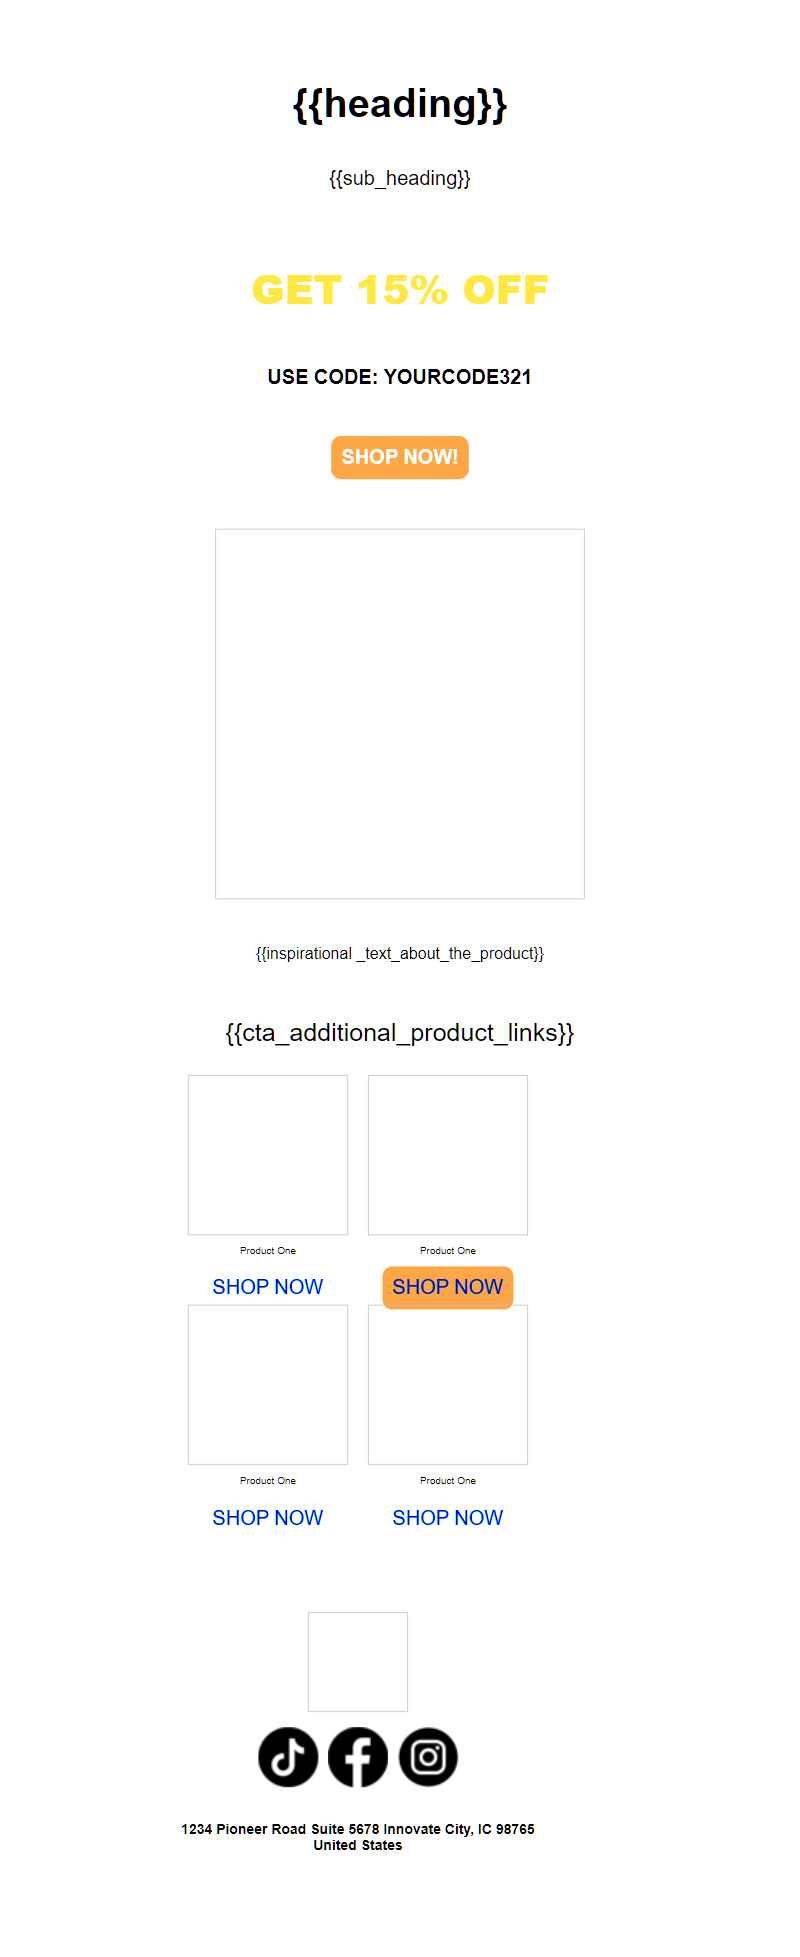 {{heading}}
{{sub_heading}}
GET 15% OFF
USE CODE: YOURCODE321
SHOP NOW!
{{inspirational _text_about_the_product}}
{{cta_additional_product_links}}
Product One
Product One
SHOP NOW
SHOP NOW
Product One
Product One
SHOP NOW
SHOP NOW
1234 Pioneer Road Suite 5678 Innovate City, IC 98765
United States